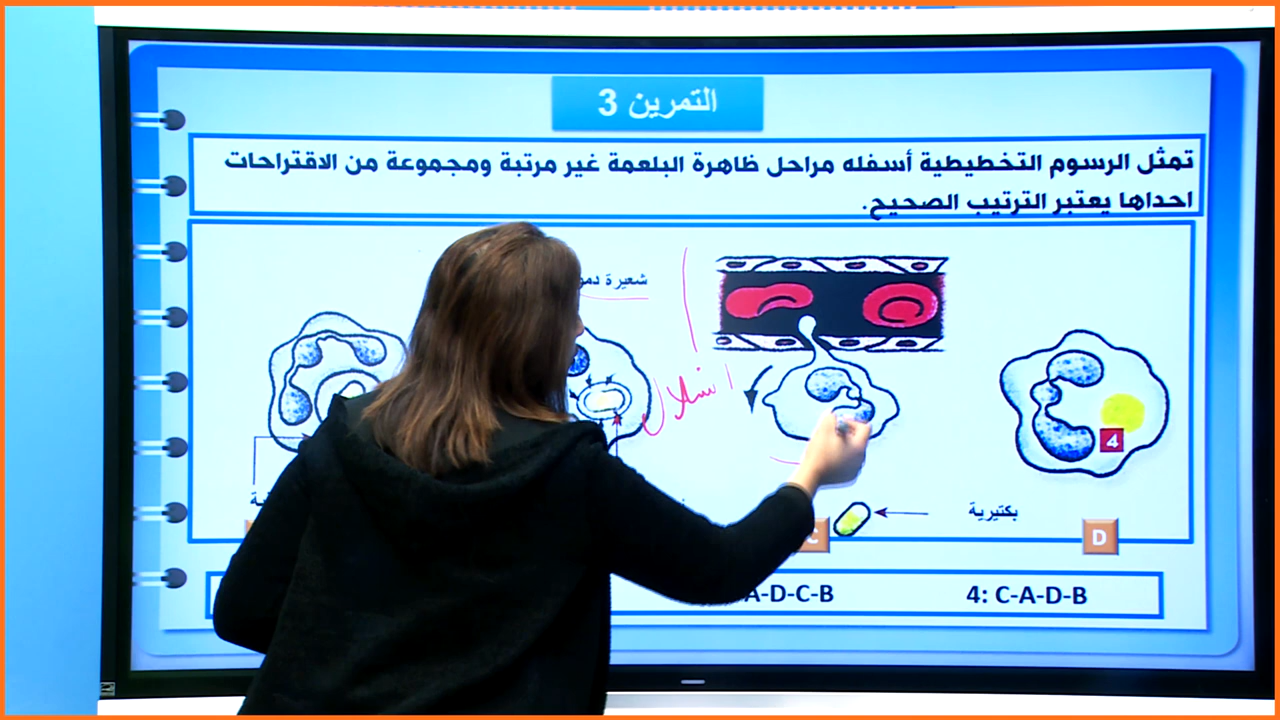 التمرين 3
تمثل الرسوم التخطيطية أسفله مراحل ظاهرة البلعمة غير مرتبة ومجموعة من الاقتراحات
احداها يعتبر الترتيب الصحيح.
شعيرة
انسلال
4
بكتيرية
C
D
A-D-C-B
4: C-A-D-B